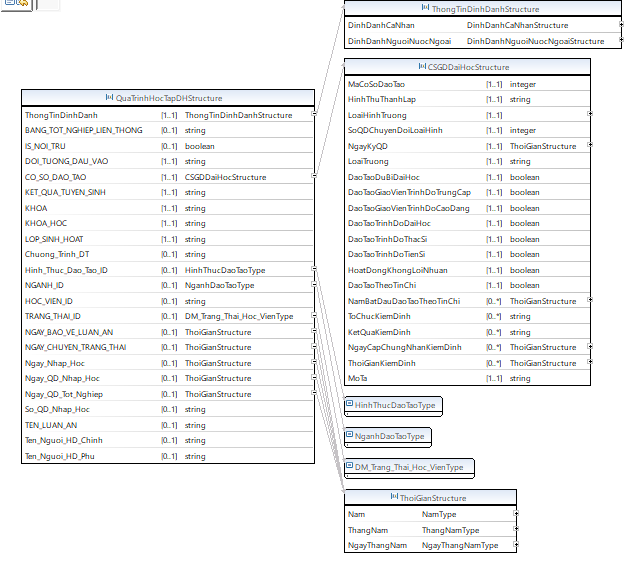 ThongTinDinhDanhStructure
DinhDanhCaNhan DinhDanhCaNhanStructure
DinhDanhNguoiNuocNgoai DinhDanhNguoiNuocNgoaiStructure
CSGDDaiHocStructure
MaCoSoDaoTao [1..1] integer
HinhThuThanhLap [1..1] string
LoaiHinhTruong [1..1]
SoQDChuyenDoiLoaiHinh [1..1] integer
NgayKyQD [1..1] ThoiGianStructure
LoaiTruong [1..1] string
DaoTaoDuBiDaiHoc [1..1] boolean
DaoTaoGiaoVienTrinhDoTrungCap [1..1] boolean
DaoTaoGiaoVienTrinhDoCaoDang [1..1] boolean
DaoTaoTrinhDoDaiHoc [1..1] boolean
DaoTaoTrinhDoThacSi [1..1] boolean
DaoTaoTrinhDoTienSi [1..1] boolean
HoatDongKhongLoiNhuan [1..1] boolean
DaoTaoTheoTinChi [1..1] boolean
NamBatDauDaoTaoTheoTinChi [0..*] ThoiGianStructure
ToChucKiemDinh [0..*] string
KetQuaKiemDinh [0..*] string
NgayCapChungNhanKiemDinh [0..*] ThoiGianStructure
ThoiGianKiemDinh [0..*] ThoiGianStructure
MoTa [1..1] string
QuaTrinhHocTapDHStructure
ThongTinDinhDanh [1..1] ThongTinDinhDanhStructure
BANG_TOT_NGHIEP_LIEN_THONG [0..1] string
IS_NOI_TRU [0..1] boolean
DOI_TUONG_DAU_VAO [0..1] string
CO_SO_DAO_TAO [1..1] CSGDDaiHocStructure
KET_QUA_TUYEN_SINH [1..1] string
KHOA [1..1] string
KHOA_HOC [1..1] string
LOP_SINH_HOAT [1..1] string
Chuong_Trinh_DT [0..1] string
Hinh_Thuc_Dao_Tao_ID [0..1] HinhThucDaoTaoType
NGANH_ID [0..1] NganhDaoTaoType
HOC_VIEN_ID [0..1] string
TRANG_THAI_ID [0..1] DM_Trang_Thai_Hoc_VienType
NGAY_BAO_VE_LUAN_AN [0..1] ThoiGianStructure
NGAY_CHUYEN_TRANG_THAI [0..1] ThoiGianStructure
Ngay_Nhap_Hoc [0..1] ThoiGianStructure
Ngay_QD_Nhap_Hoc [0..1] ThoiGianStructure
Ngay_QD_Tot_Nghiep [0..1] ThoiGianStructure
So_QD_Nhap_Hoc [0..1] string
TEN_LUAN_AN [0..1] string
Ten_Nguoi_HD_Chinh [0..1] string
Ten_Nguoi_HD_Phu [0..1] string
HinhThucDaoTaoType
NganhDaoTaoType
DM_Trang_Thai_Hoc_VienType
ThoiGianStructure
Nam NamType
ThangNam ThangNamType
NgayThangNam NgayThangNamType